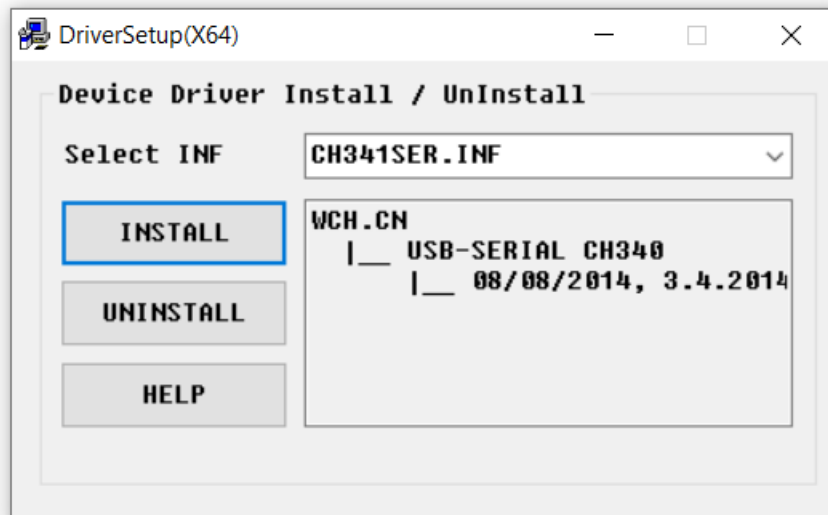 DriverSetup(X64)
Device Driver Install / UnInstall
Select INF
CH341SER.INF
INSTALL
UNINSTALL
HELP
WCH.CN
|__ USB-SERIAL CH340
|__ 08/08/2014, 3.4.2014